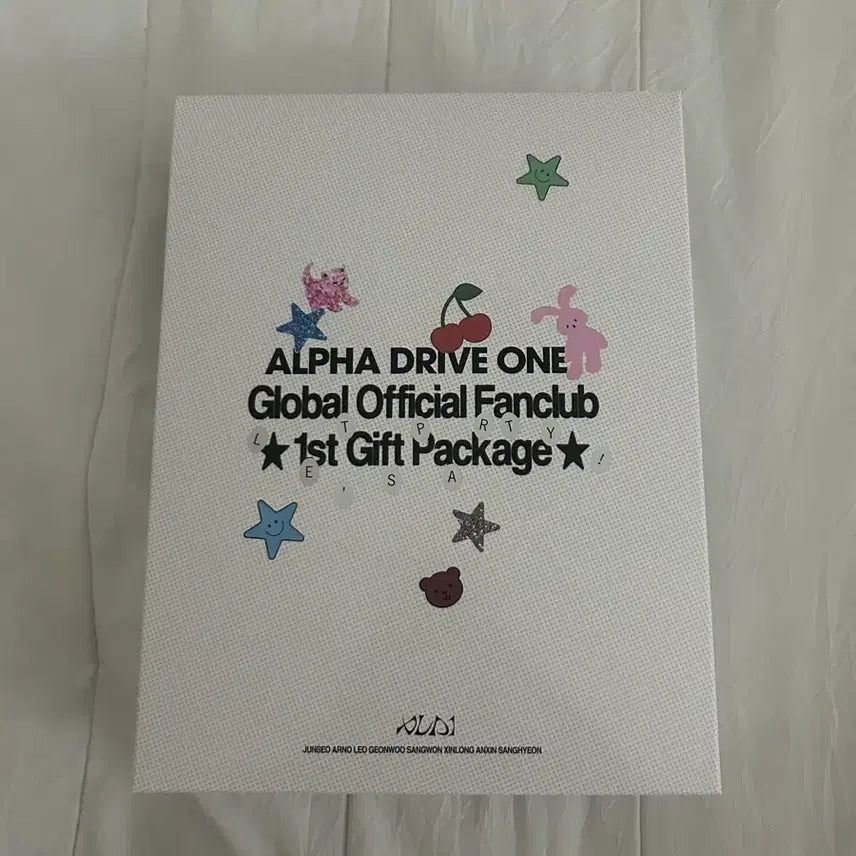 ALPHA DRIVE ONE
Global Official Fanclub
LET'S PARTY!
★ 1st Gift Package ★
A
JUNSEO ARNO LEO GEONWOO SANGWON XINLONG ANXIN SANGHYEON